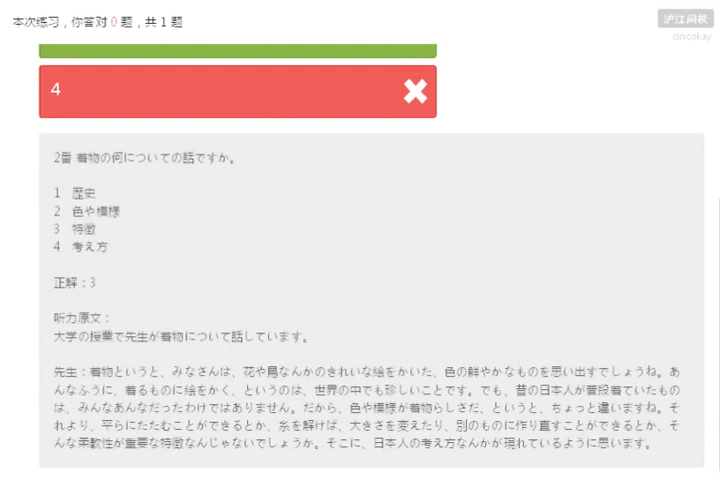 本次练习，你答对 0 题，共 1 题
沪江网校
cincokay
4
2番 着物の何についての話ですか。
1 歴史
2 色や模様
3 特徴
4 考え方
正解：3
听力原文：
大学の授業で先生が着物について話しています。
先生：着物というと、みなさんは、花や鳥なんかのきれいな絵をかいた、色の鮮やかなものを思い出すでしょうね。あ
んなふうに、着るものに絵をかく、というのは、世界の中でも珍しいことです。でも、昔の日本人が普段着ていたもの
は、みんなあんなだったわけではありません。だから、色や模様が着物らしさだ、というと、ちょっと違いますね。そ
れより、平らにたたむことができるとか、糸を解けば、大きさを変えたり、別のものに作り直すことができるとか、そ
んな柔軟性が重要な特徴なんじゃないでしょうか。そこに、日本人の考え方なんかが現れているように思います。